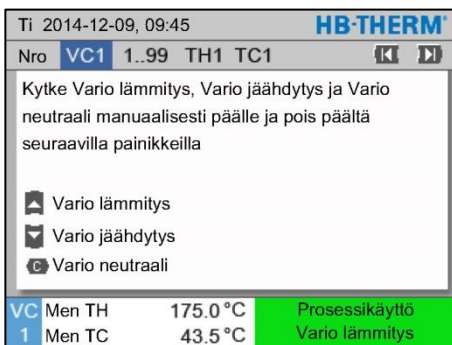 Ti 2014-12-09, 09:45 HB-THERM®
Nro VC1 1..99 TH1 TC1
Kytke Vario lämmitys, Vario jäähdytys ja Vario
neutraali manuaalisesti päälle ja pois päältä
seuraavilla painikkeilla
Vario lämmitys
Vario jäähdytys
C Vario neutraali
VC Men TH 175.0 °C Prosessikäyttö
1 Men TC 43.5 °C Vario lämmitys